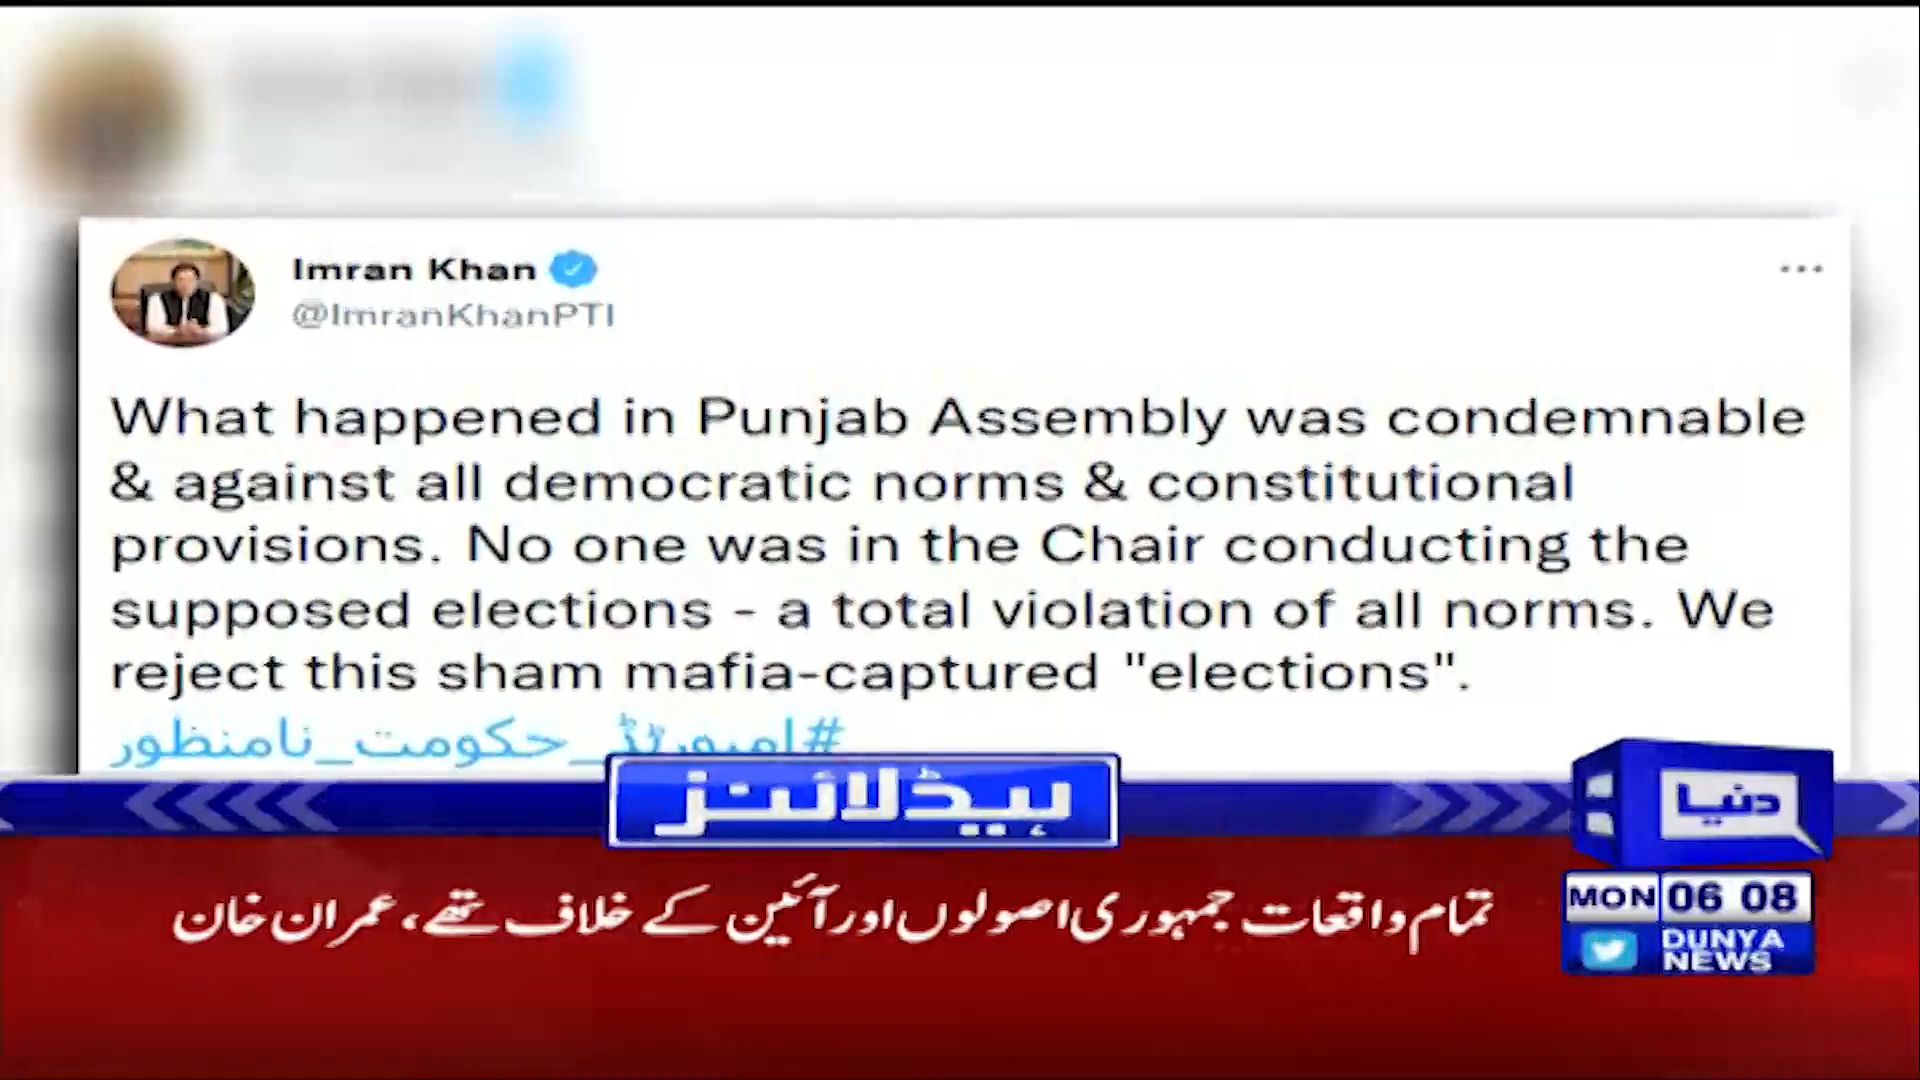 Imran Khan
@ImranKhanPTI
What happened in Punjab Assembly was condemnable
& against all democratic norms & constitutional
provisions. No one was in the Chair conducting the
supposed elections - a total violation of all norms. We
reject this sham mafia-captured "elections".
#امپورٹڈ_حکومت_نامنظور
ہیڈلائنز
دنیا
تمام واقعات جمہوری اصولوں اور آئین کے خلاف تھے، عمران خان
MON 06 08
DUNYA
NEWS